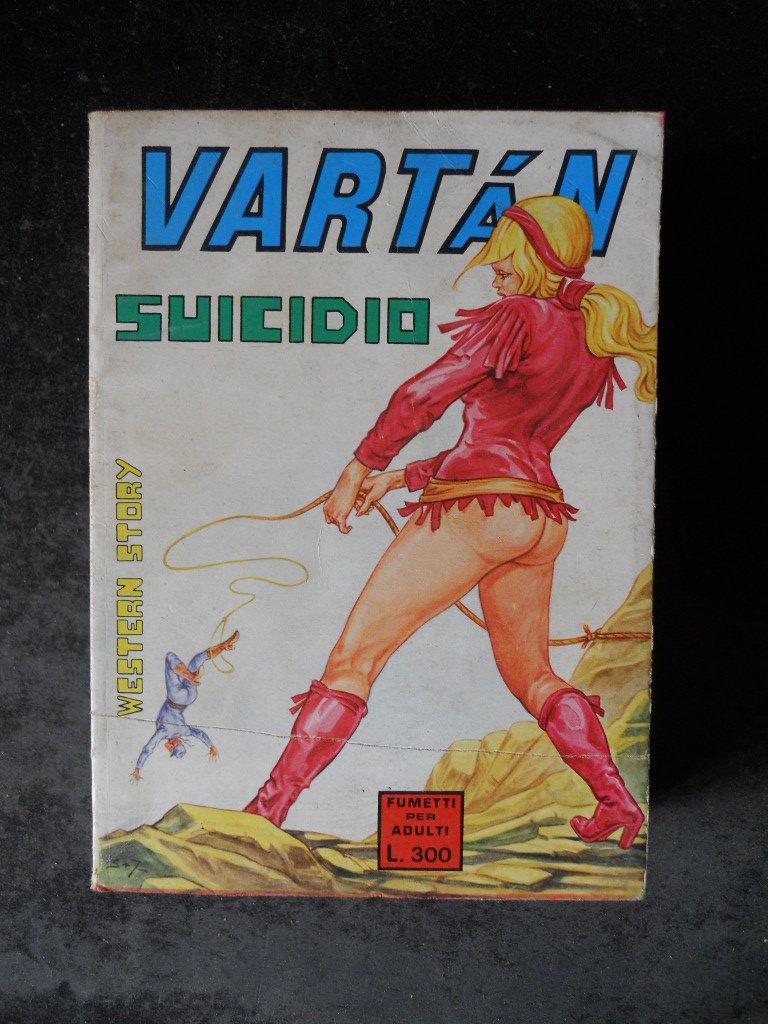 VARTÁN
SUICIDIO
WESTERN STORY
FUMETTI
PER
ADULTI
L. 300